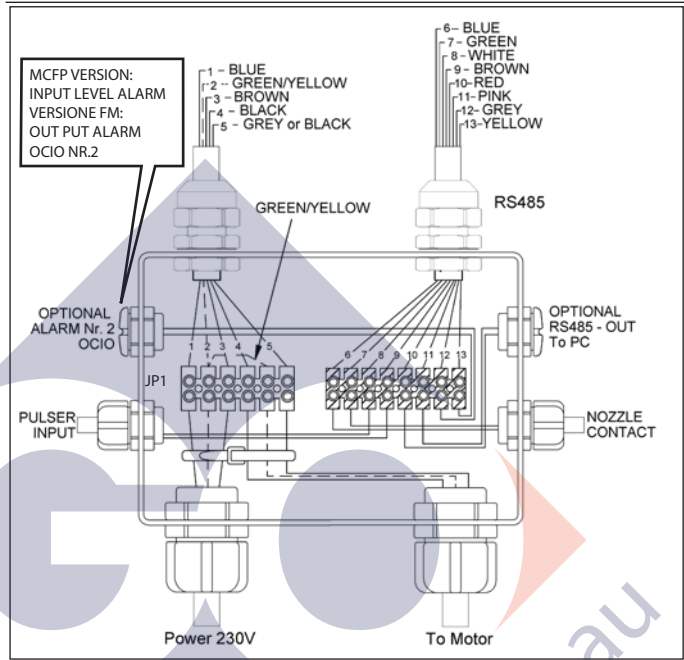 MCFP VERSION:
INPUT LEVEL ALARM
VERSIONE FM:
OUT PUT ALARM
OCIO NR.2
1 - BLUE
2 - GREEN/YELLOW
3 - BROWN
4 - BLACK
5 - GREY or BLACK
6- BLUE
7- GREEN
8 - WHITE
9 - BROWN
10-RED
11-PINK
12- GREY
13-YELLOW
RS485
GREEN/YELLOW
OPTIONAL
ALARM Nr. 2
OCIO
OPTIONAL
RS485 - OUT
To PC
1 2 3 4 5
6 7 8 9 10 11 12 13
JP1
PULSER
INPUT
NOZZLE
CONTACT
Power 230V
To Motor
au